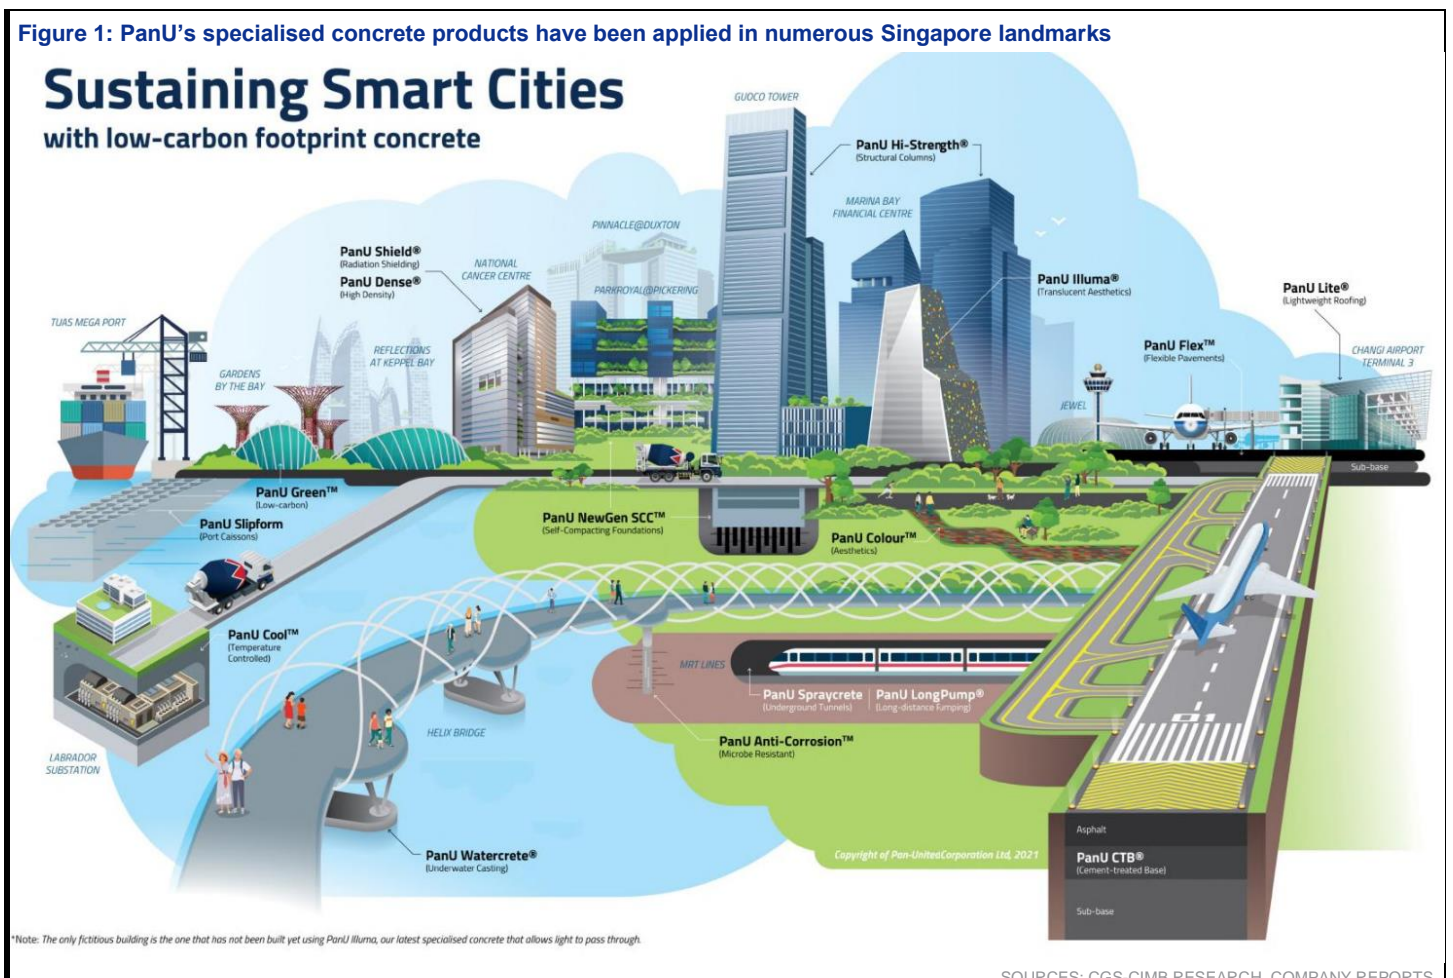 Figure 1: PanU’s specialised concrete products have been applied in numerous Singapore landmarks
Sustaining Smart Cities
with low-carbon footprint concrete
GUOCO TOWER
PanU Hi-Strength®
(Structural Columns)
MARINA BAY
FINANCIAL CENTRE
PINNACLE@DUXTON
PanU Shield®
(Radiation Shielding)
PanU Dense®
(High Density)
NATIONAL
CANCER CENTRE
PARKROYAL@PICKERING
PanU Illuma®
(Translucent Aesthetics)
PanU Lite®
(Lightweight Roofing)
TUAS MEGA PORT
GARDENS
BY THE BAY
REFLECTIONS
AT KEPPEL BAY
PanU Flex™
(Flexible Pavements)
CHANGI AIRPORT
TERMINAL 3
JEWEL
Sub-base
PanU Green™
(Low-carbon)
PanU Slipform
(Port Caissons)
PanU NewGen SCC™
(Self-Compacting Foundations)
PanU Colour™
(Aesthetics)
PanU Cool™
(Temperature
Controlled)
MRT LINES
PanU Spraycrete
(Underground Tunnels)
PanU LongPump®
(Long-distance Pumping)
01
HELIX BRIDGE
PanU Anti-Corrosion™
(Microbe Resistant)
LABRADOR
SUBSTATION
PanU Watercrete®
(Underwater Casting)
Asphalt
PanU CTB®
(Cement-treated Base)
Sub-base
Copyright of Pan-UnitedCorporation Ltd, 2021
*Note: The only fictitious building is the one that has not been built yet using PanU Illuma, our latest specialised concrete that allows light to pass through.
SOURCES: CGS-CIMB RESEARCH, COMPANY REPORTS